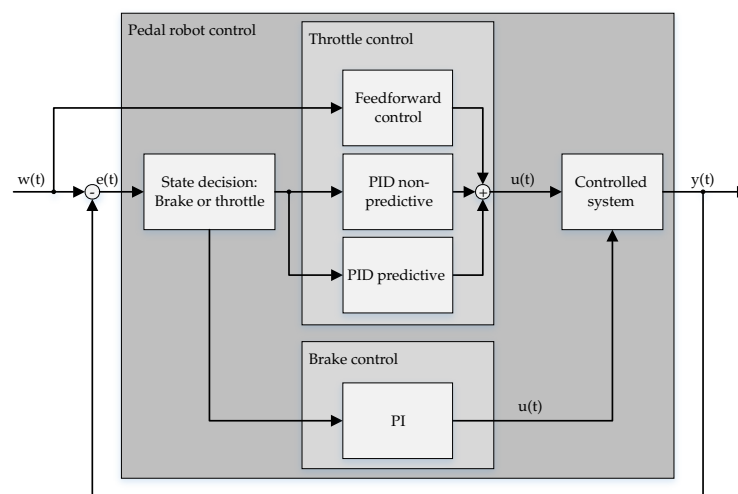 Pedal robot control
Throttle control
Feedforward
control
w(t)
-
e(t)
State decision:
Brake or throttle
PID non-
predictive
+
u(t)
Controlled
system
y(t)
PID predictive
Brake control
PI
u(t)